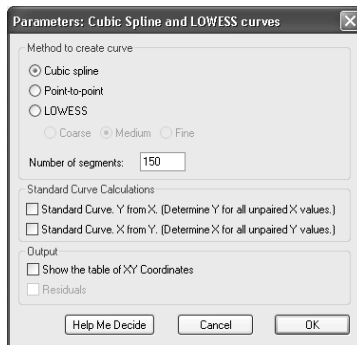 Parameters: Cubic Spline and LOWESS curves
Method to create curve
Cubic spline
Point-to-point
LOWESS
Coarse Medium Fine
Number of segments: 150
Standard Curve Calculations
Standard Curve. Y from X. (Determine Y for all unpaired X values.)
Standard Curve. X from Y. (Determine X for all unpaired Y values.)
Output
Show the table of XY Coordinates
Residuals
Help Me Decide Cancel OK